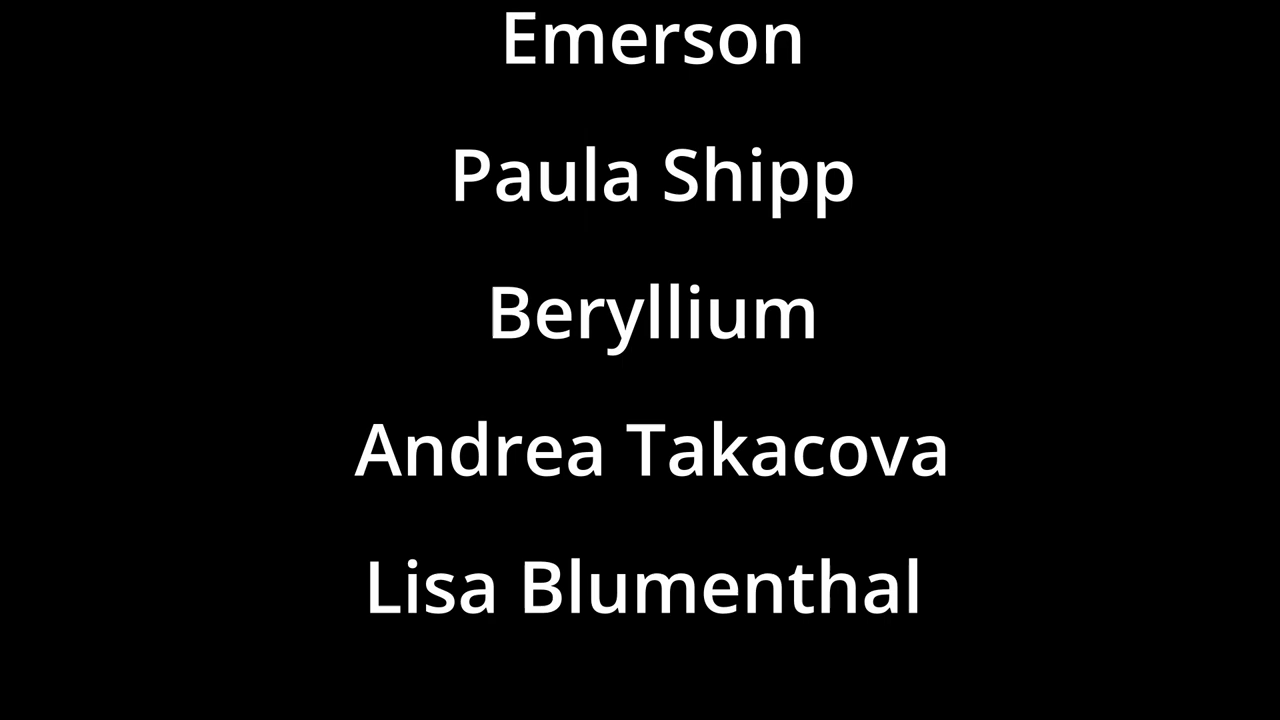 Emerson
Paula Shipp
Beryllium
Andrea Takacova
Lisa Blumenthal